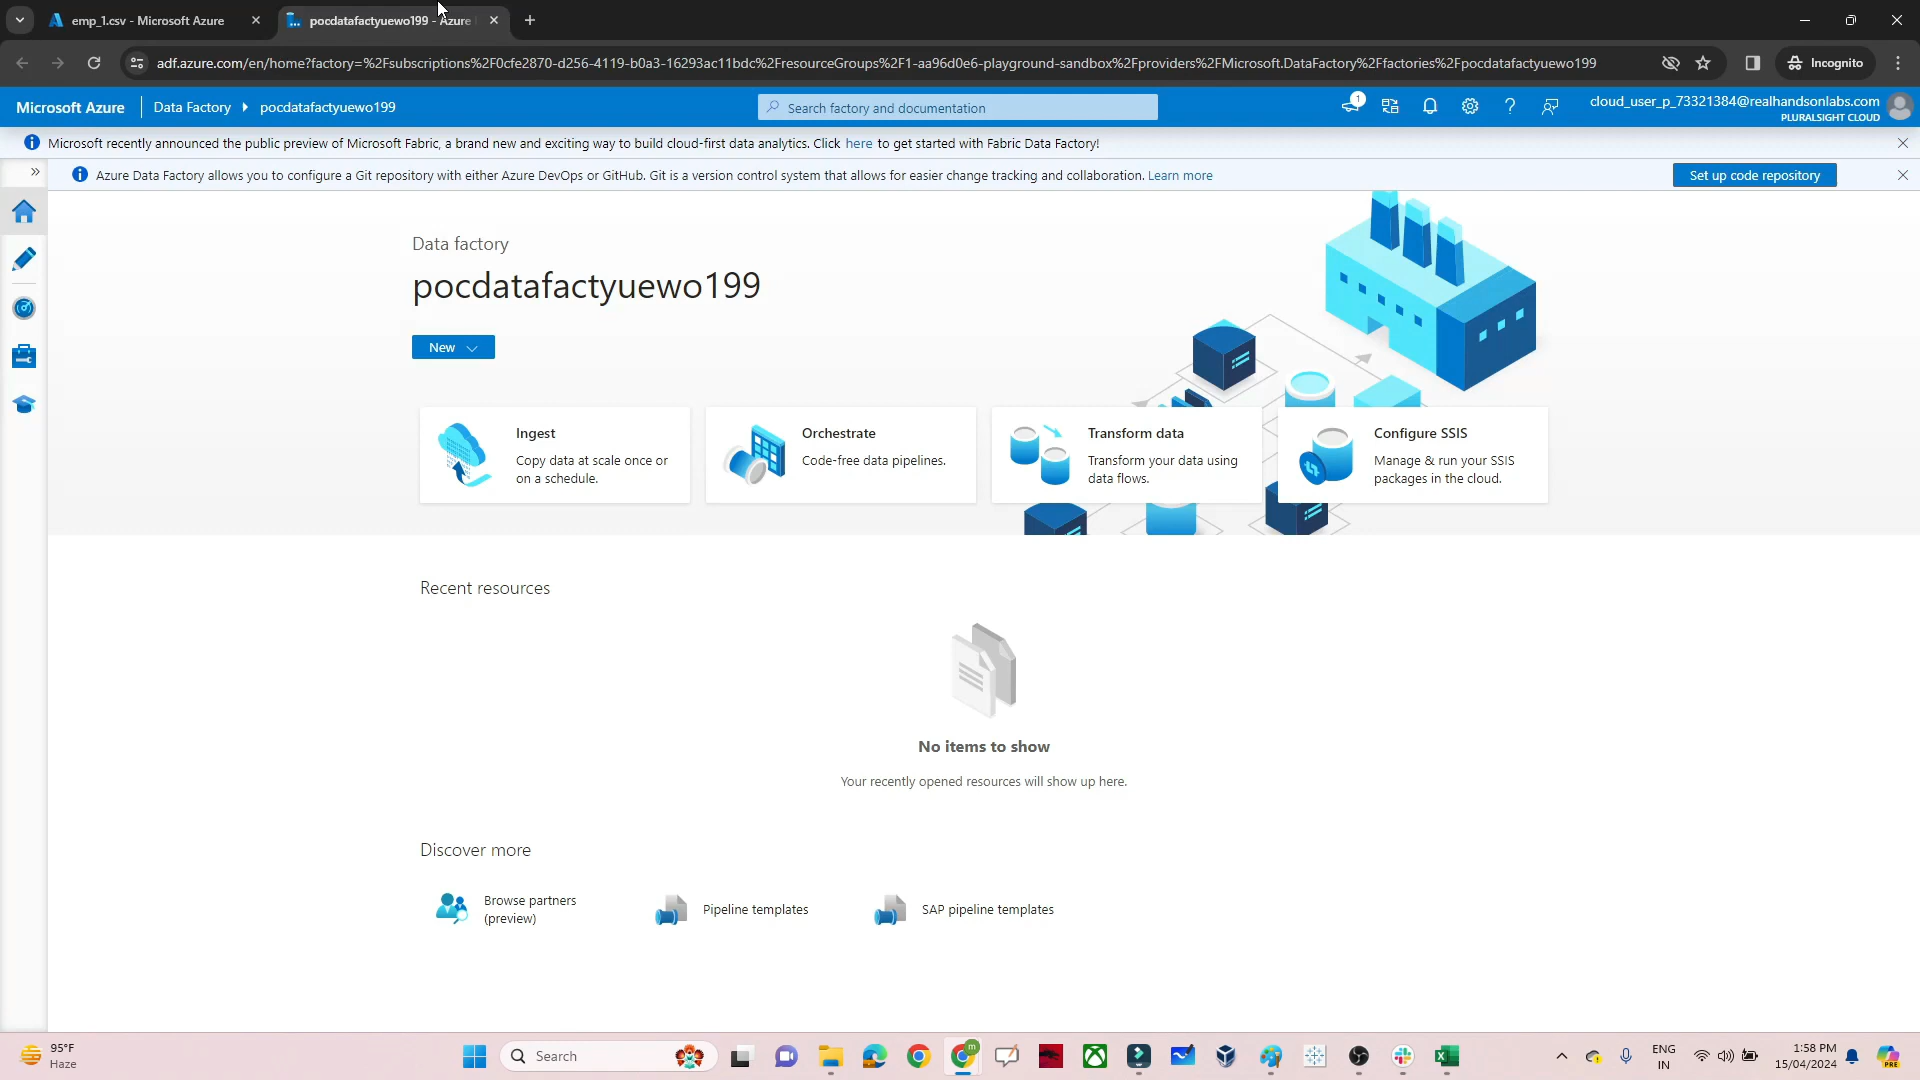 emp_1.csv - Microsoft Azure
pocdatafactyuewo199 - Azure
adf.azure.com/en/home?factory=%2Fsubscriptions%2F0cfe2870-d256-4119-b0a3-16293ac11bdc%2FresourceGroups%2F1-aa96d0e6-playground-sandbox%2Fproviders%2FMicrosoft.DataFactory%2Ffactories%2Fpocdatafactyuewo199
Incognito
Microsoft Azure
Data Factory
pocdatafactyuewo199
Search factory and documentation
1
cloud_user_p_73321384@realhandsonlabs.com
PLURALSIGHT CLOUD
Microsoft recently announced the public preview of Microsoft Fabric, a brand new and exciting way to build cloud-first data analytics. Click here to get started with Fabric Data Factory!
Azure Data Factory allows you to configure a Git repository with either Azure DevOps or GitHub. Git is a version control system that allows for easier change tracking and collaboration. Learn more
Set up code repository
Data factory
pocdatafactyuewo199
New
Ingest
Copy data at scale once or
on a schedule.
Orchestrate
Code-free data pipelines.
Transform data
Transform your data using
data flows.
Configure SSIS
Manage & run your SSIS
packages in the cloud.
Recent resources
No items to show
Your recently opened resources will show up here.
Discover more
Browse partners
(preview)
Pipeline templates
SAP pipeline templates
95°F
Haze
Search
m
ENG
IN
1:58 PM
15/04/2024
PRE